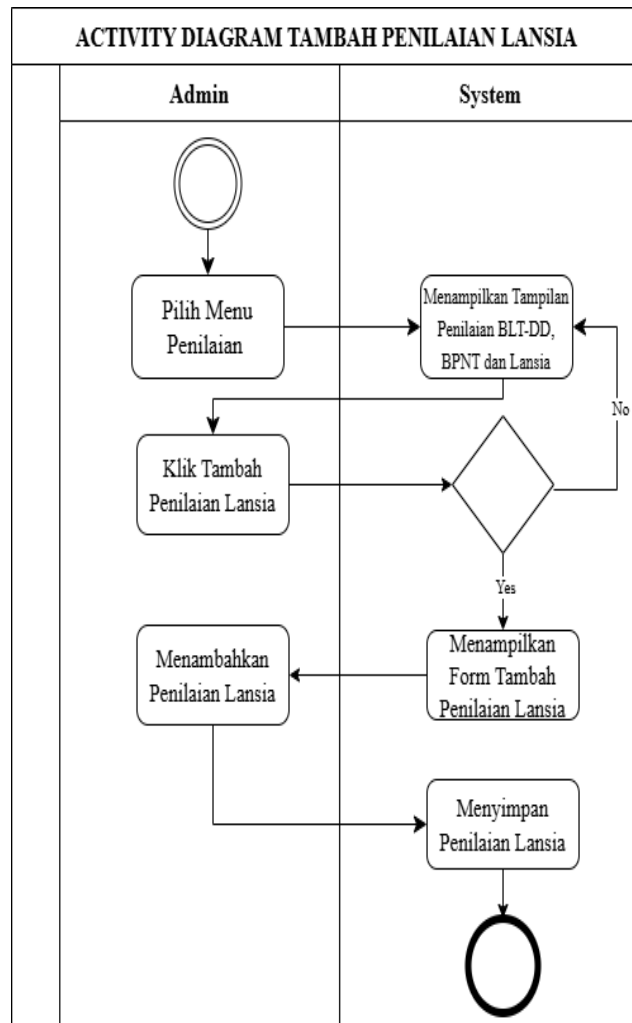 ACTIVITY DIAGRAM TAMBAH PENILAIAN LANSIA
Admin
System
Pilih Menu
Penilaian
Menampilkan Tampilan
Penilaian BLT-DD,
BPNT dan Lansia
No
Klik Tambah
Penilaian Lansia
Yes
Menampilkan
Form Tambah
Penilaian Lansia
Menambahkan
Penilaian Lansia
Menyimpan
Penilaian Lansia